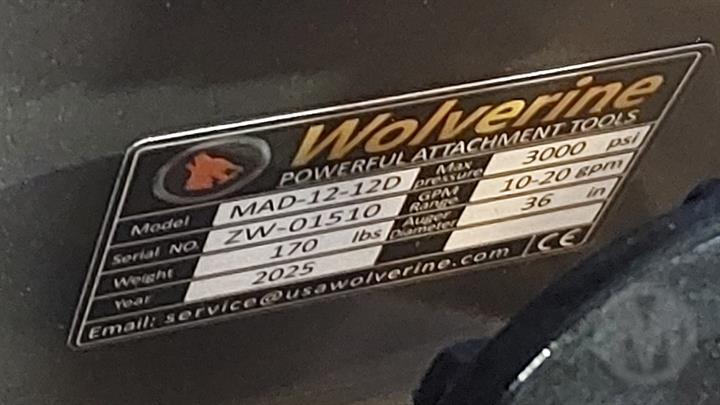 Wolverine
POWERFUL ATTACHMENT TOOLS
Model MAD-12-12D Max pressure 3000 psi
Serial NO. ZW-01510 GPM Range 10-20 gpm
Weight 170 lbs Auger Diameter 36 in
Year 2025
Email: service@usawolverine.com CE